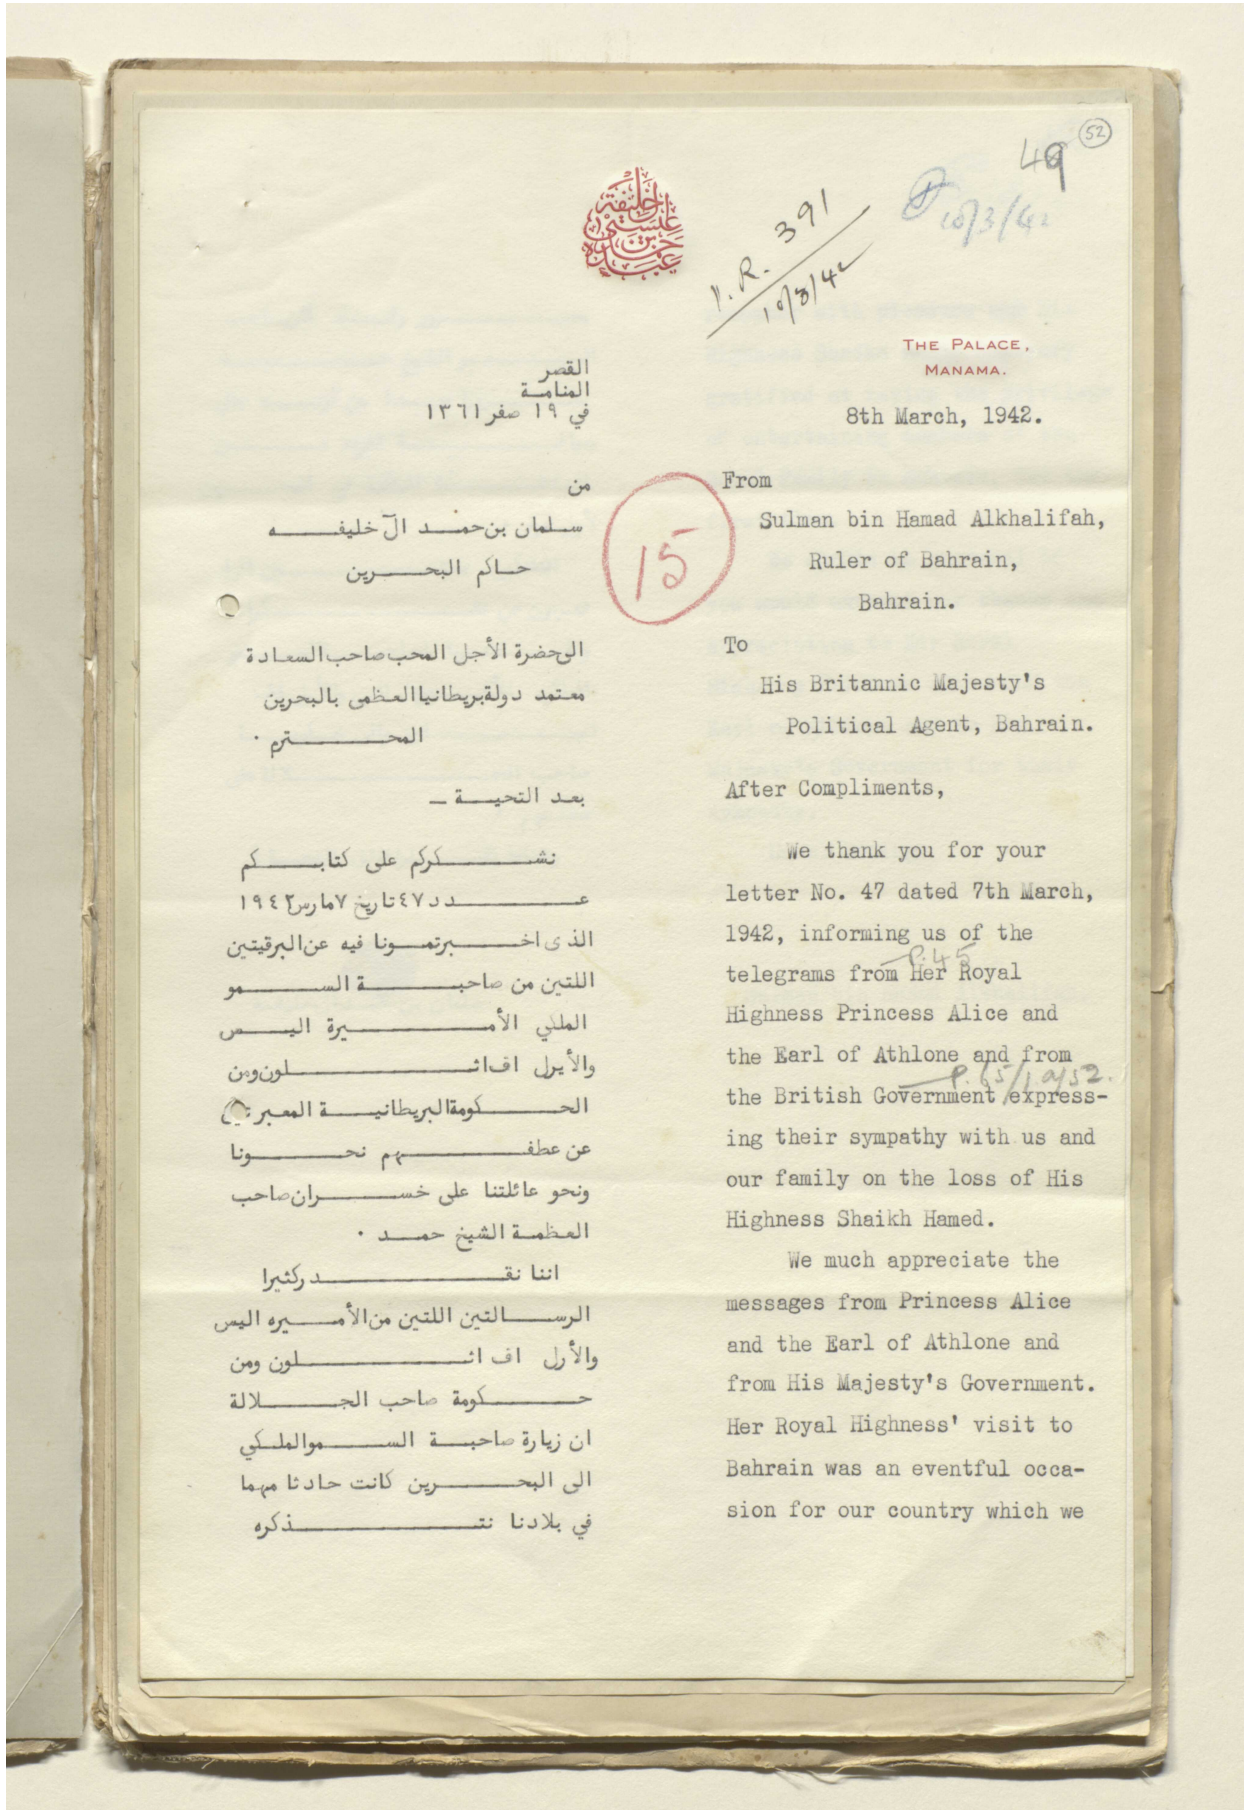 52
49
10/3/42
I.R. 391
10/3/42
THE PALACE,
MANAMA.
8th March, 1942.
From
Sulman bin Hamad Alkhalifah,
Ruler of Bahrain,
Bahrain.
To
His Britannic Majesty's
Political Agent, Bahrain.
After Compliments,
We thank you for your
letter No. 47 dated 7th March,
1942, informing us of the
P.45
telegrams from Her Royal
Highness Princess Alice and
the Earl of Athlone and from
the British Government express-
ing their sympathy with us and
our family on the loss of His
Highness Shaikh Hamed.
We much appreciate the
messages from Princess Alice
and the Earl of Athlone and
from His Majesty's Government.
Her Royal Highness' visit to
Bahrain was an eventful occa-
sion for our country which we
15
القصر
المنامة
في ١٩ صفر ١٣٦١
من
سلمان بن حمد آل خليفه
حاكم البحرين
الى حضرة الأجل المحب صاحب السعادة
معتمد دولة بريطانيا العظمى بالبحرين
المحترم ٠
بعد التحية ــ
نشكركم على كتابكم
عدد ٤٧ تاريخ ٧ مارس ١٩٤٢
الذى اخبرتمونا فيه عن البرقيتين
اللتين من صاحبة السمو
الملكي الأميرة اليس
والأيرل اف اثلون ومن
الحكومة البريطانية المعبرتين
عن عطفهم نحونا
ونحو عائلتنا على خسران صاحب
العظمة الشيخ حمد ٠
اننا نقدر كثيرا
الرسالتين اللتين من الأميره اليس
والأرل اف اثلون ومن
حكومة صاحب الجلالة
ان زيارة صاحبة السمو الملكي
الى البحرين كانت حادثا مهما
في بلادنا نتذكره